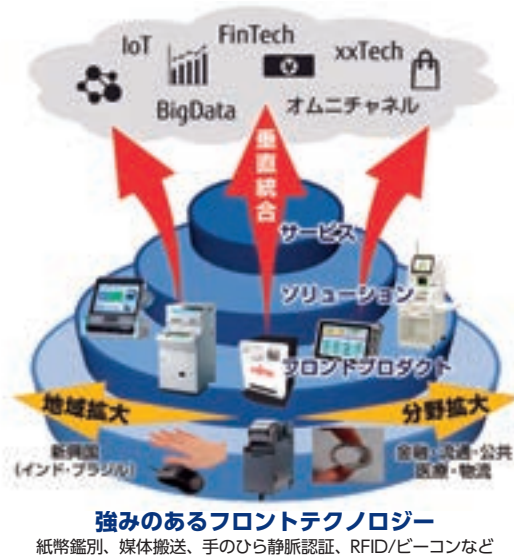 IoT
FinTech
xxTech
BigData
オムニチャネル
垂直統合
サービス
ソリューション
フロントプロダクト
地域拡大
分野拡大
新興国
(インド・ブラジル)
金融・流通・公共
医療・物流
強みのあるフロントテクノロジー
紙幣鑑別、媒体搬送、手のひら静脈認証、RFID/ビーコンなど